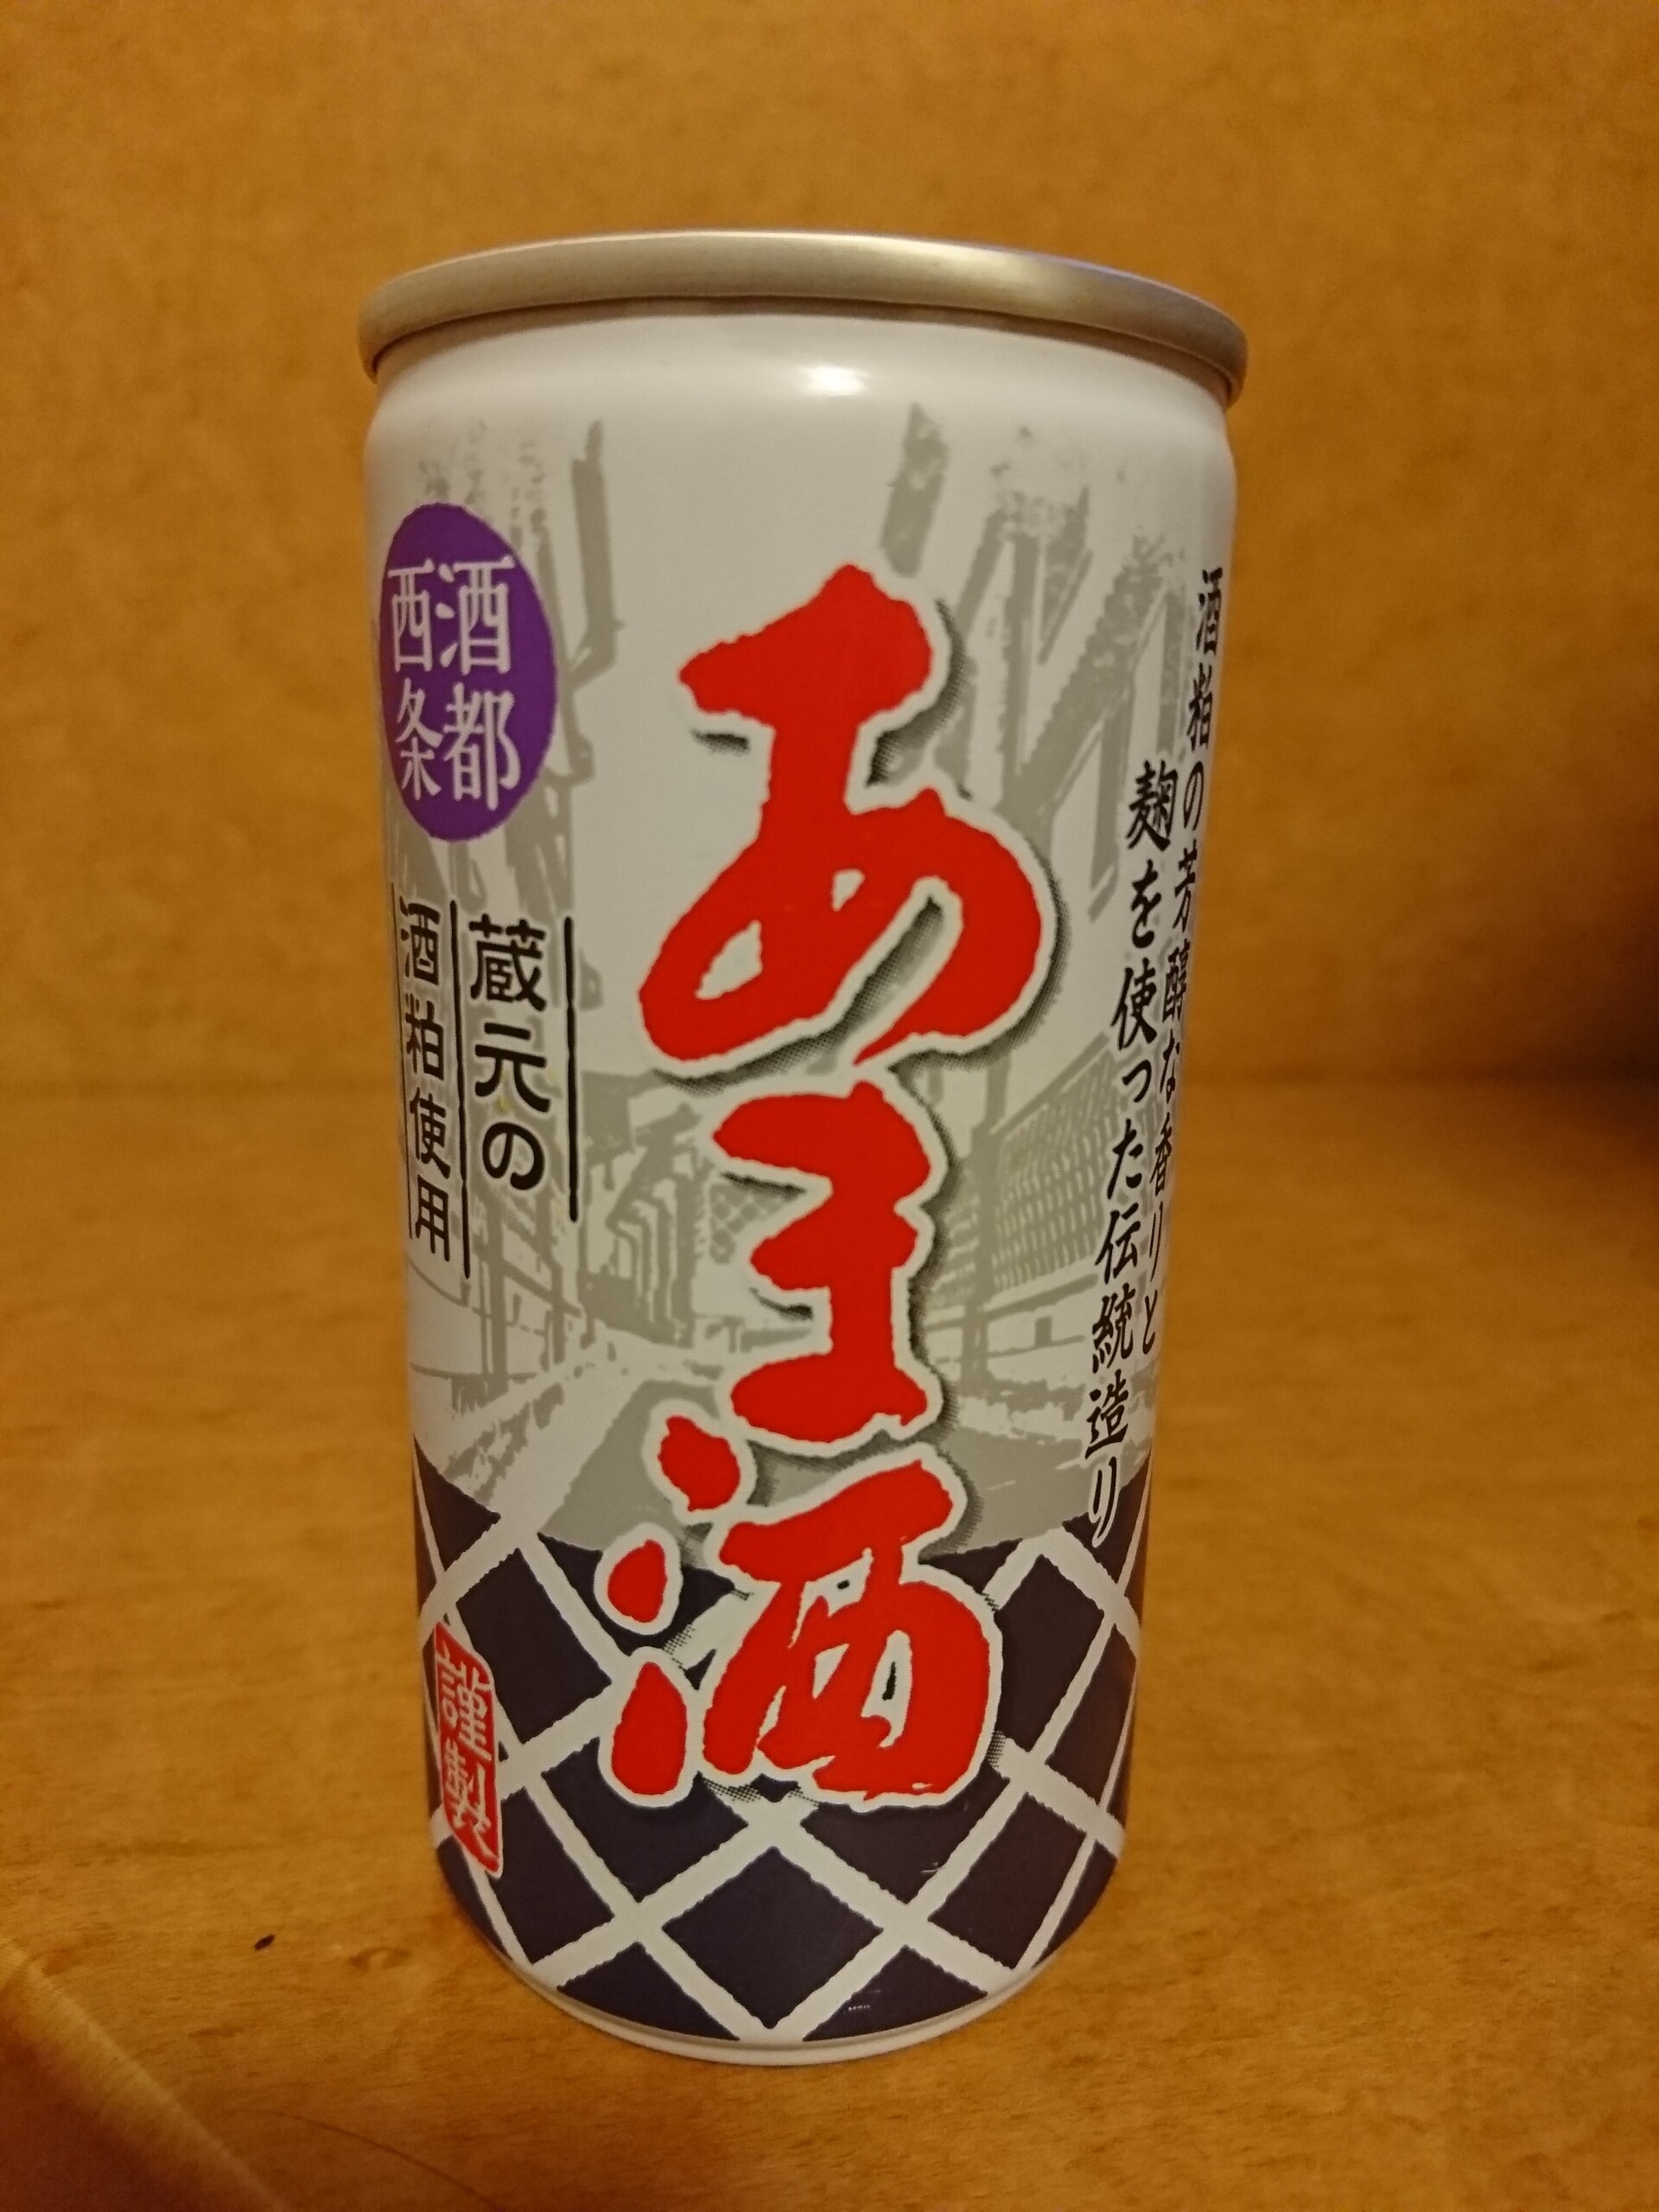 酒粕の芳醇な香りと
麹を使った伝統造り
あま酒
酒都
西条
蔵元の
酒粕使用
謹製